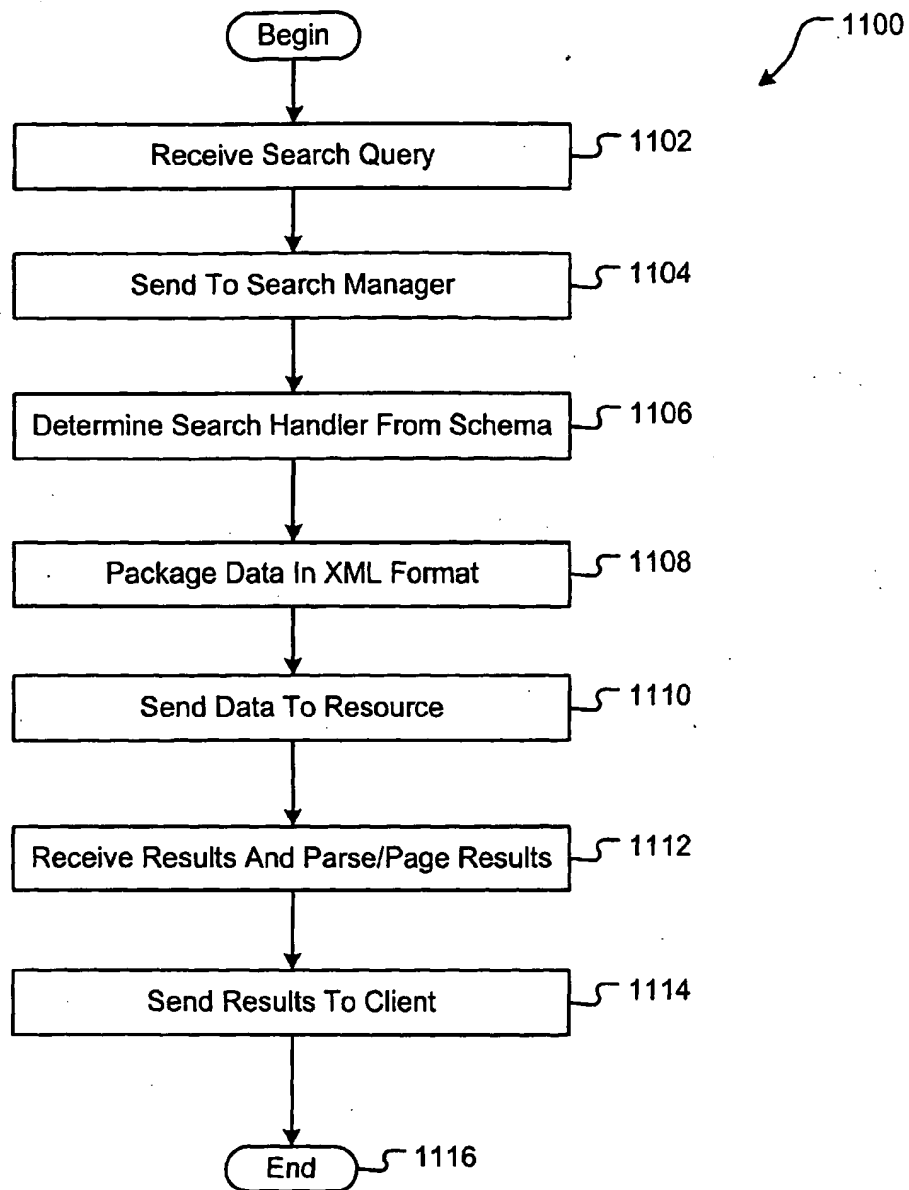 Begin
1100
Receive Search Query
1102
Send To Search Manager
1104
Determine Search Handler From Schema
1106
Package Data In XML Format
1108
Send Data To Resource
1110
Receive Results And Parse/Page Results
1112
Send Results To Client
1114
End
1116